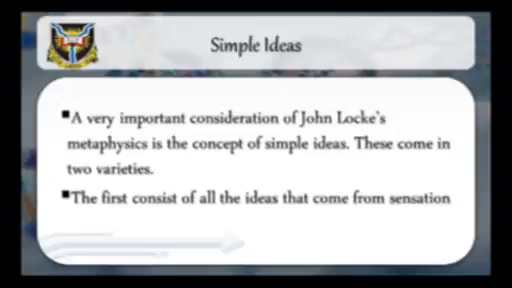 Simple Ideas
▪A very important consideration of John Locke's
metaphysics is the concept of simple ideas. These come in
two varieties.
▪The first consist of all the ideas that come from sensation